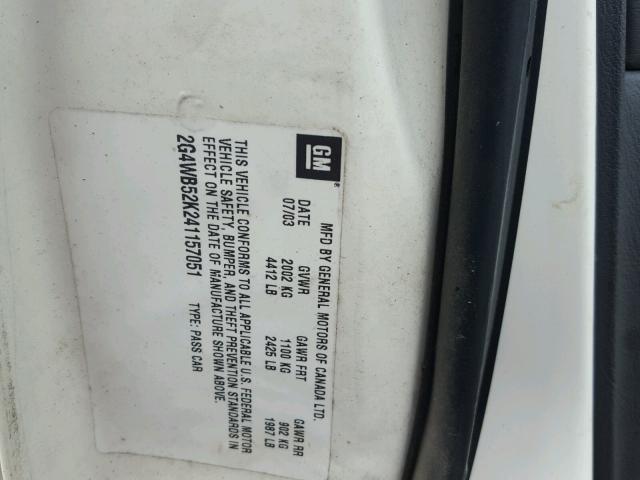 GM ®
MFD BY GENERAL MOTORS OF CANADA LTD.
DATE GVWR GAWR FRT GAWR RR
07/03 2002 KG 1100 KG 902 KG
4412 LB 2425 LB 1987 LB
THIS VEHICLE CONFORMS TO ALL APPLICABLE U.S. FEDERAL MOTOR
VEHICLE SAFETY, BUMPER, AND THEFT PREVENTION STANDARDS IN
EFFECT ON THE DATE OF MANUFACTURE SHOWN ABOVE.
2G4WB52K241157051 TYPE: PASS CAR